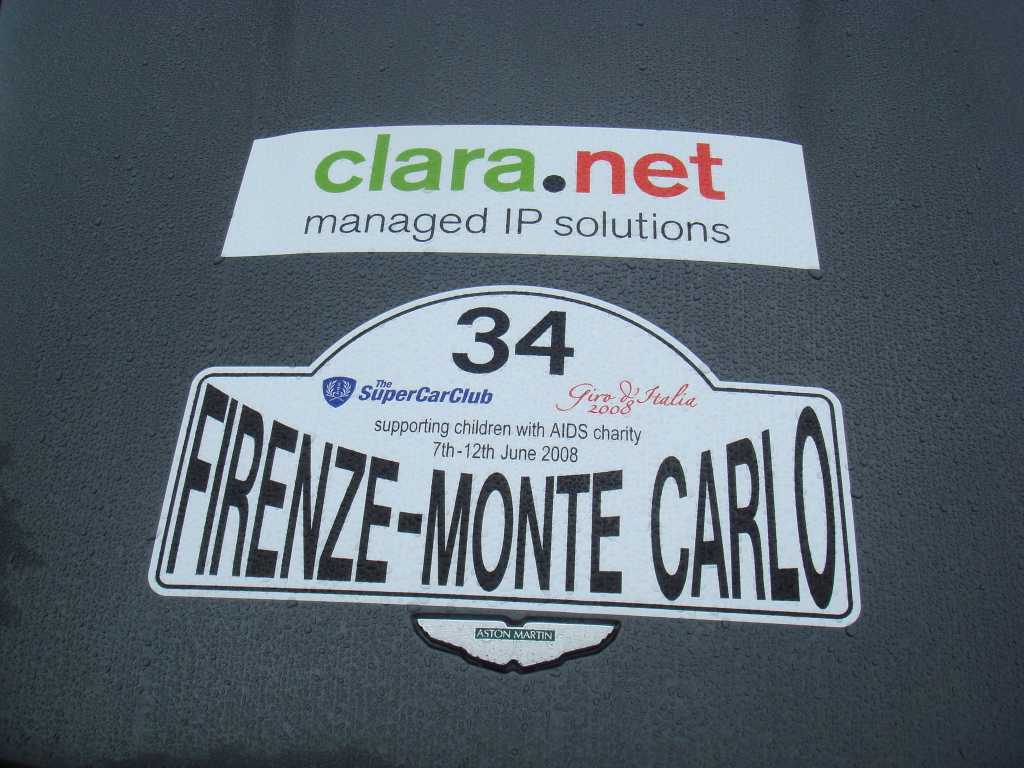 clara.net
managed IP solutions
34
The SuperCarClub
Giro d'Italia 2008
supporting children with AIDS charity
7th-12th June 2008
FIRENZE-MONTE CARLO
ASTON MARTIN